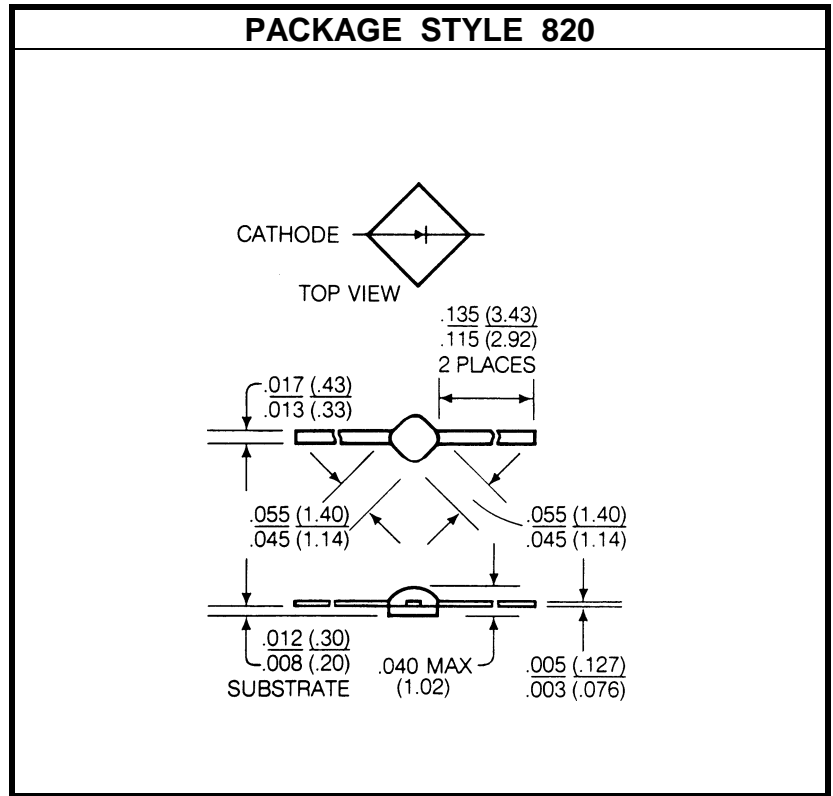 PACKAGE STYLE 820
CATHODE
TOP VIEW
.135 (3.43)
.115 (2.92)
2 PLACES
.017 (.43)
.013 (.33)
.055 (1.40)
.045 (1.14)
.055 (1.40)
.045 (1.14)
.012 (.30)
.008 (.20)
SUBSTRATE
.040 MAX
(1.02)
.005 (.127)
.003 (.076)